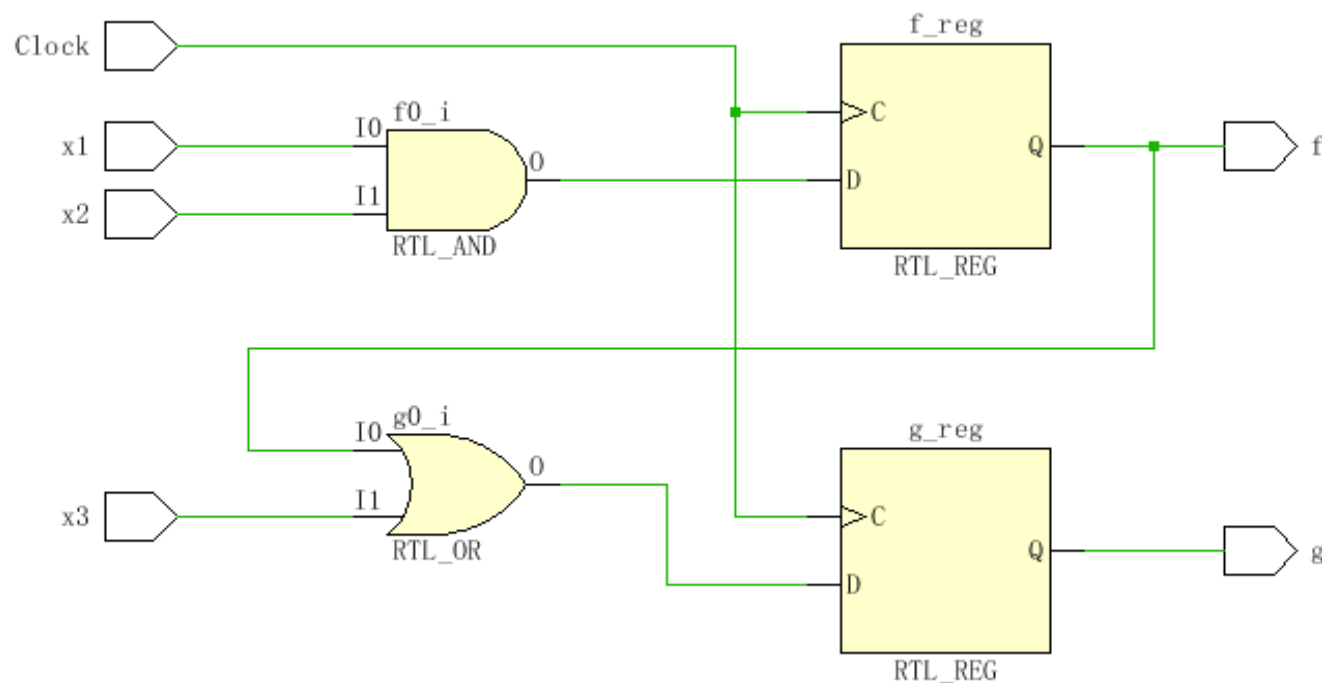 f_reg
Clock
C
f0_i
I0
x1
O
Q
f
D
I1
x2
RTL_AND
RTL_REG
g0_i
I0
g_reg
O
I1
x3
C
RTL_OR
Q
g
D
RTL_REG